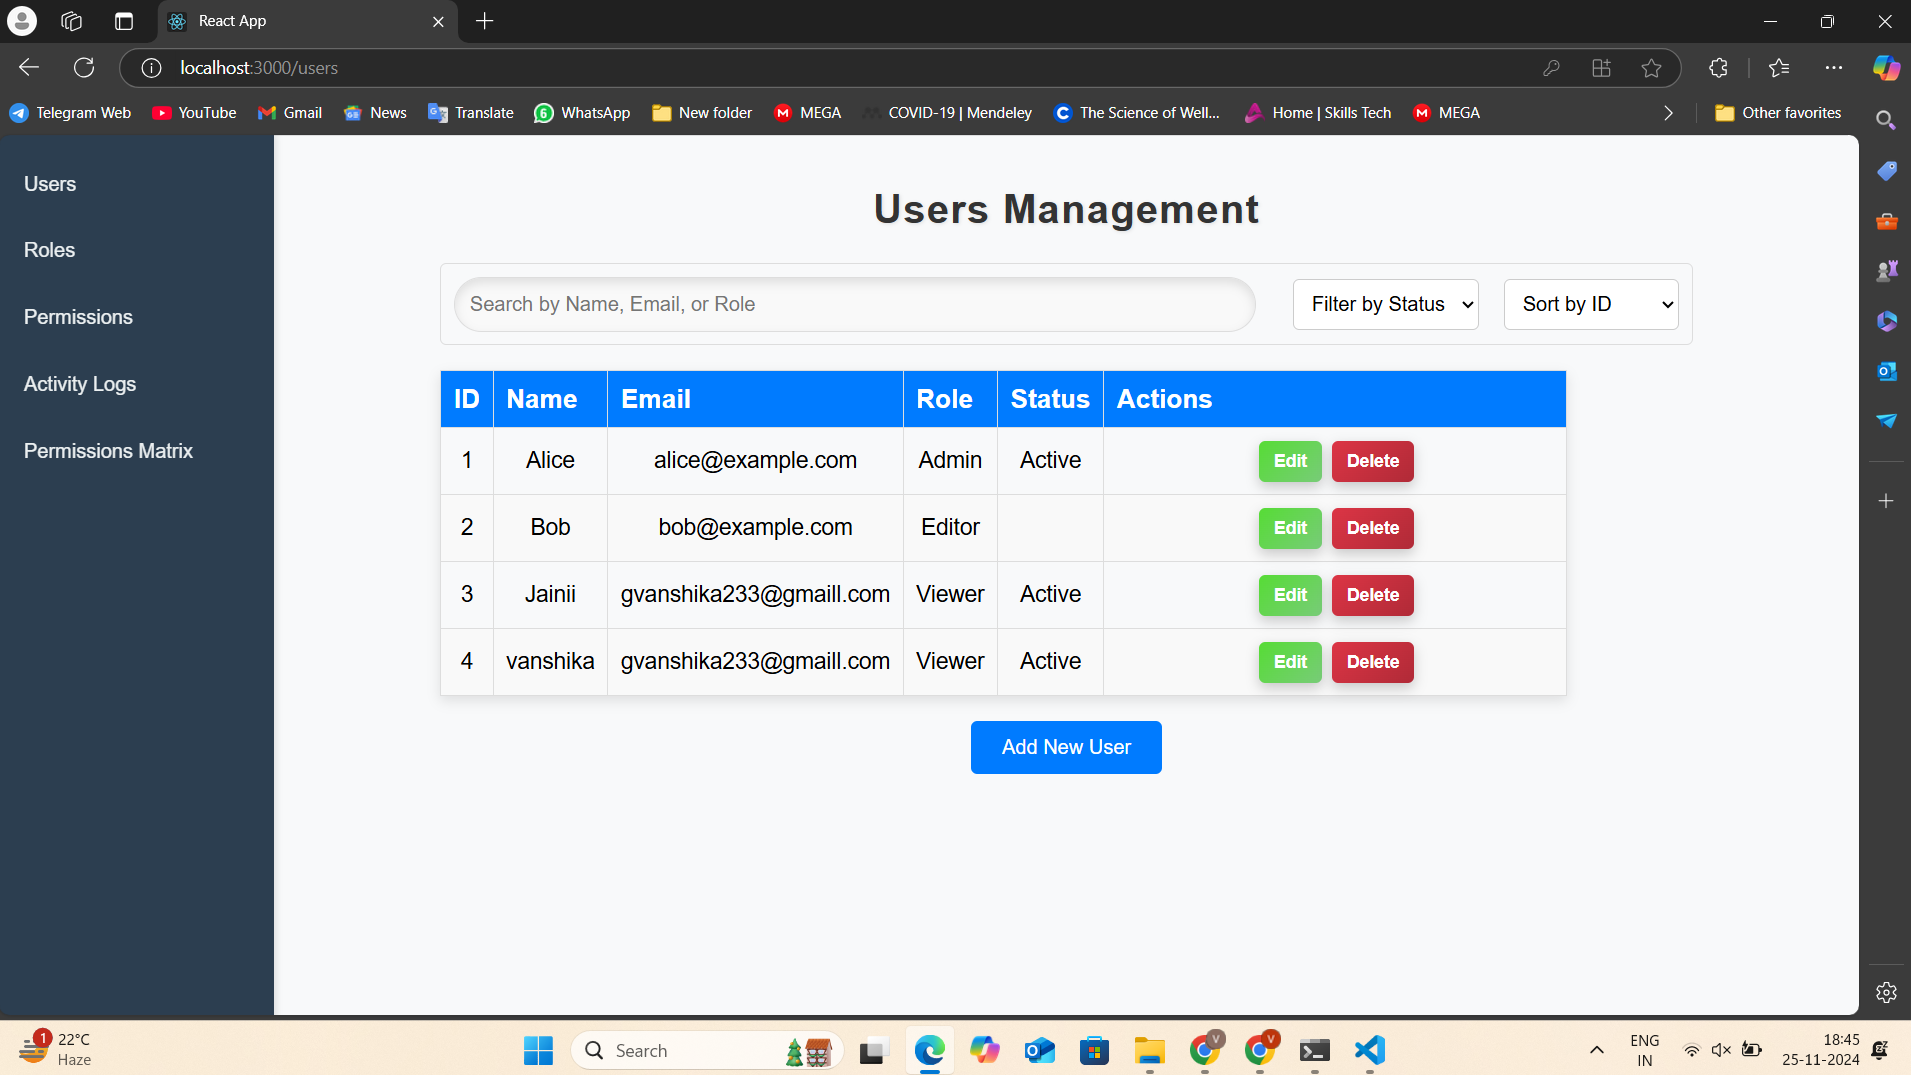 React App
localhost:3000/users
Telegram Web YouTube Gmail News Translate WhatsApp New folder MEGA COVID-19 | Mendeley The Science of Well... Home | Skills Tech MEGA Other favorites
Users
Roles
Permissions
Activity Logs
Permissions Matrix
Users Management
Search by Name, Email, or Role Filter by Status Sort by ID
ID Name Email Role Status Actions
1 Alice alice@example.com Admin Active Edit Delete
2 Bob bob@example.com Editor Edit Delete
3 Jainii gvanshika233@gmaill.com Viewer Active Edit Delete
4 vanshika gvanshika233@gmaill.com Viewer Active Edit Delete
Add New User
1 22°C
Haze
Search
V V
ENG
IN
18:45
25-11-2024